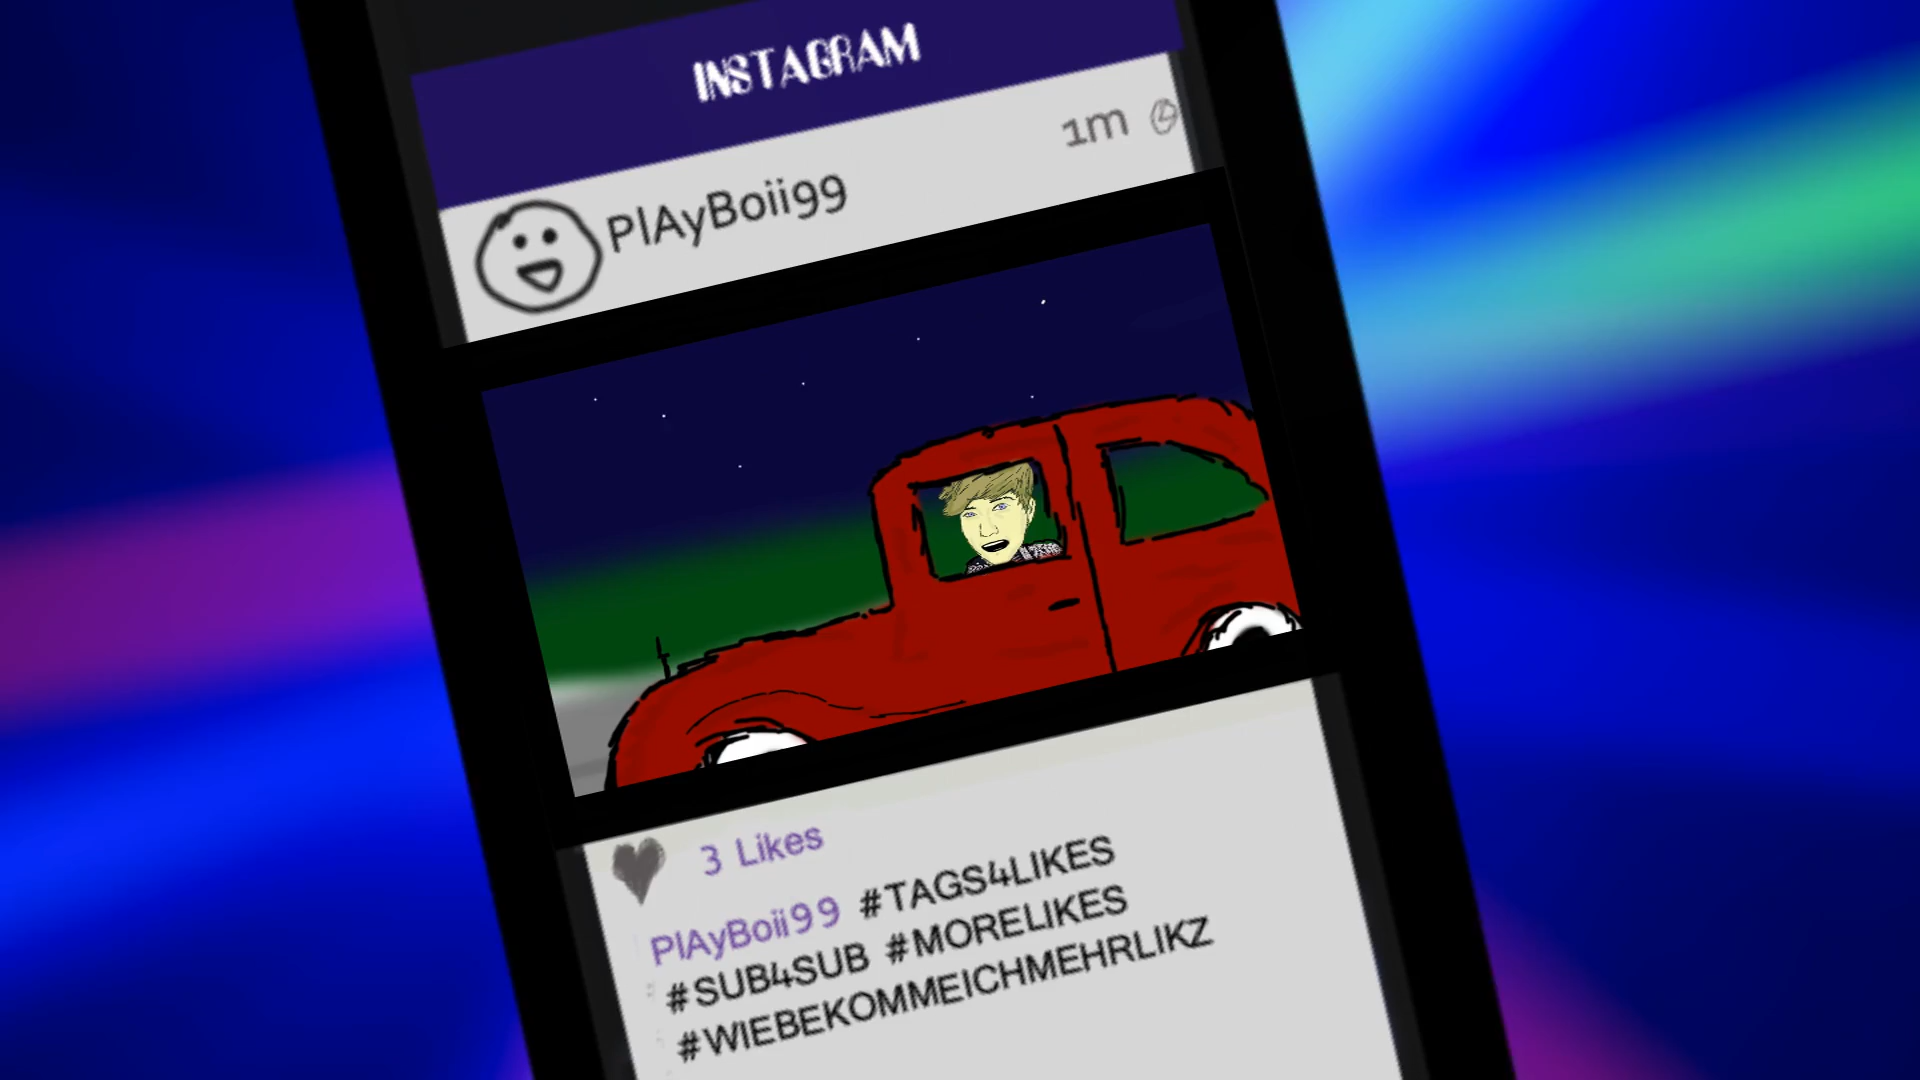 INSTAGRAM
PlAyBoii99 1m
3 Likes
PlAyBoii99 #TAGS4LIKES
#SUB4SUB #MORELIKES
#WIEBEKOMMEICHMEHRLIKZ